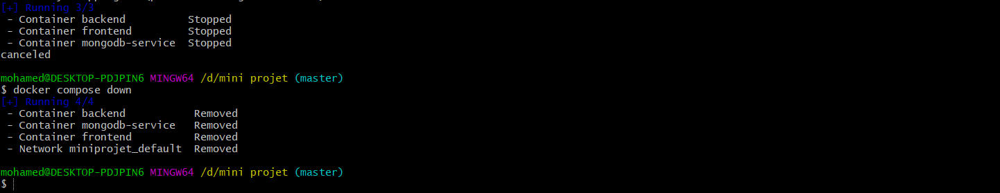 [+] Running 3/3
 - Container backend          Stopped
 - Container frontend         Stopped
 - Container mongodb-service  Stopped
canceled
mohamed@DESKTOP-PDJPIN6 MINGW64 /d/mini projet (master)
$ docker compose down
[+] Running 4/4
 - Container backend           Removed
 - Container mongodb-service   Removed
 - Container frontend          Removed
 - Network miniprojet_default  Removed
mohamed@DESKTOP-PDJPIN6 MINGW64 /d/mini projet (master)
$